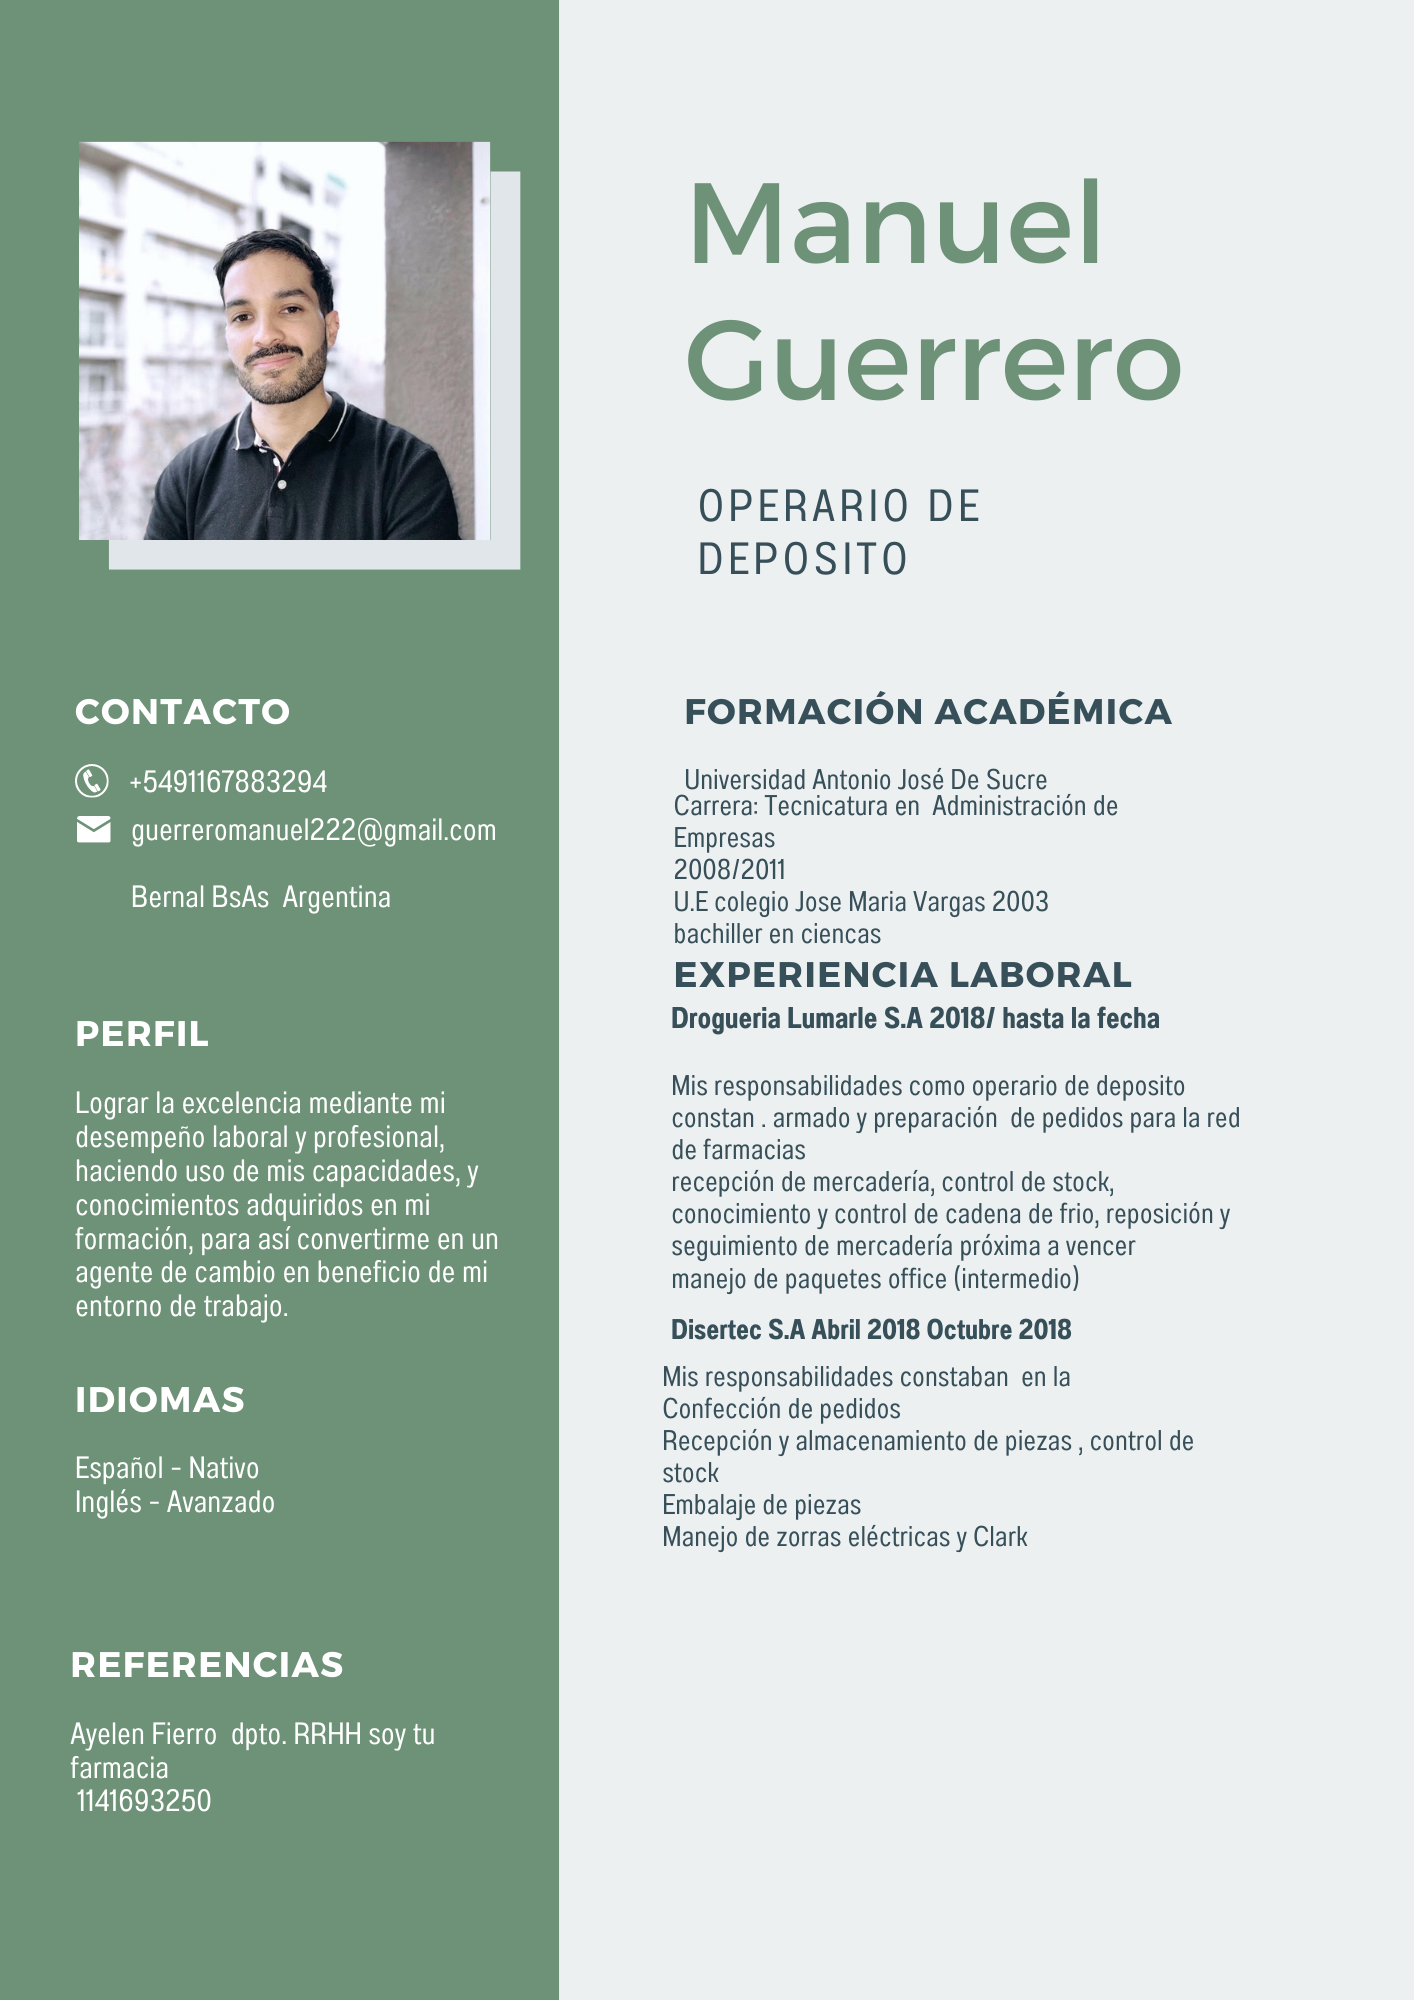 Manuel
Guerrero
OPERARIO DE
DEPOSITO
CONTACTO
+5491167883294
guerreromanuel222@gmail.com
Bernal BsAs  Argentina
PERFIL
Lograr la excelencia mediante mi
desempeño laboral y profesional,
haciendo uso de mis capacidades, y
conocimientos adquiridos en mi
formación, para así convertirme en un
agente de cambio en beneficio de mi
entorno de trabajo.
IDIOMAS
Español - Nativo
Inglés - Avanzado
REFERENCIAS
Ayelen Fierro  dpto. RRHH soy tu
farmacia
1141693250
FORMACIÓN ACADÉMICA
Universidad Antonio José De Sucre
Carrera: Tecnicatura en  Administración de
Empresas
2008/2011
U.E colegio Jose Maria Vargas 2003
bachiller en ciencas
EXPERIENCIA LABORAL
Drogueria Lumarle S.A 2018/ hasta la fecha
Mis responsabilidades como operario de deposito
constan . armado y preparación  de pedidos para la red
de farmacias
recepción de mercadería, control de stock,
conocimiento y control de cadena de frio, reposición y
seguimiento de mercadería próxima a vencer
manejo de paquetes office (intermedio)
Disertec S.A Abril 2018 Octubre 2018
Mis responsabilidades constaban  en la
Confección de pedidos
Recepción y almacenamiento de piezas , control de
stock
Embalaje de piezas
Manejo de zorras eléctricas y Clark